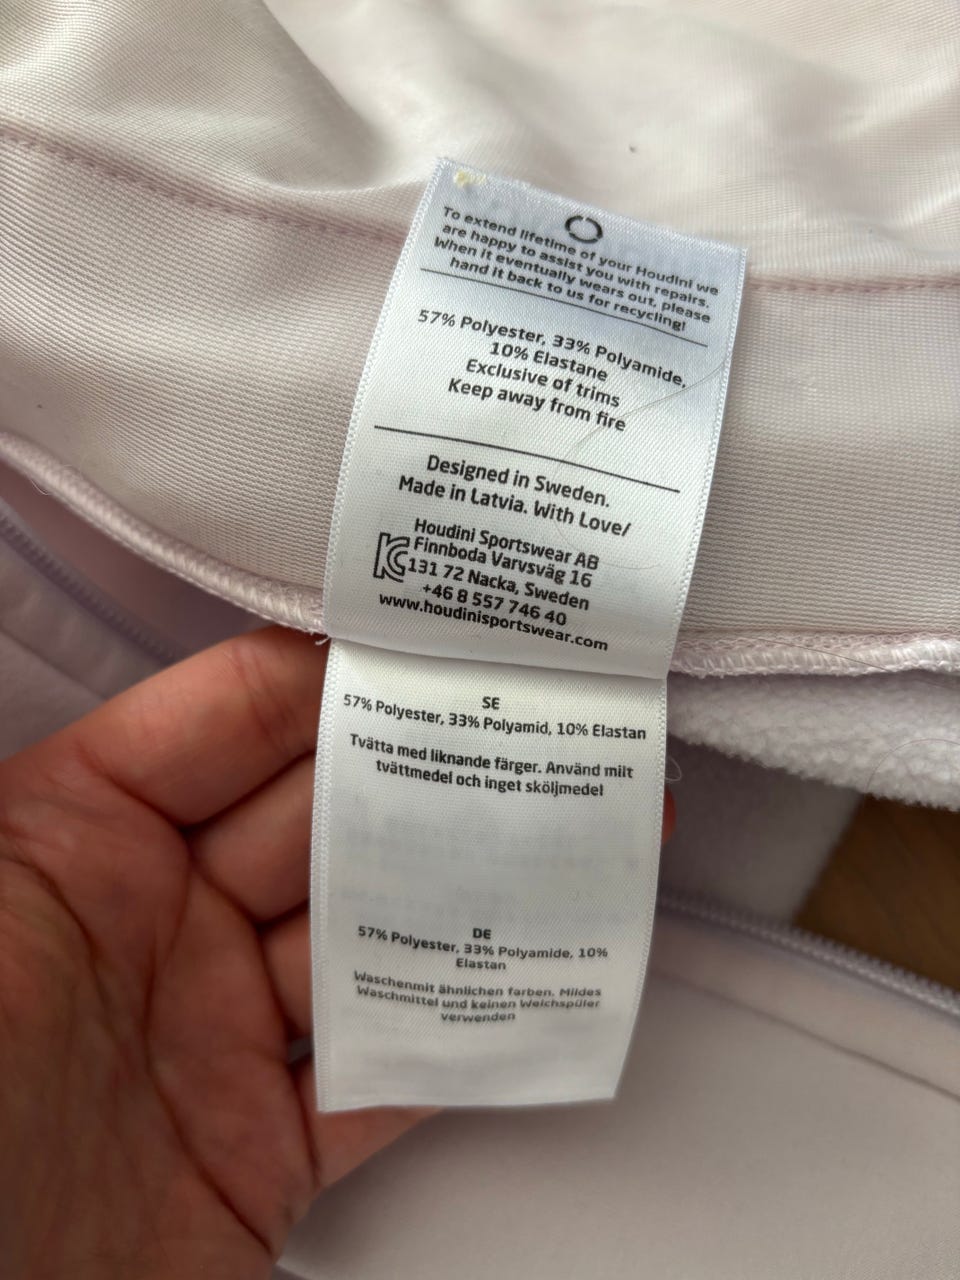 To extend lifetime of your Houdini we
are happy to assist you with repairs.
When it eventually wears out, please
hand it back to us for recycling!
57% Polyester, 33% Polyamide,
10% Elastane
Exclusive of trims
Keep away from fire
Designed in Sweden.
Made in Latvia. With Love/
Houdini Sportswear AB
Finnboda Varvsväg 16
131 72 Nacka, Sweden
+46 8 557 746 40
www.houdinisportswear.com
SE
57% Polyester, 33% Polyamid, 10% Elastan
Tvätta med liknande färger. Använd milt
tvättmedel och inget sköljmedel
DE
57% Polyester, 33% Polyamide, 10%
Elastan
Waschenmit ähnlichen farben. Mildes
Waschmittel und keinen Weichspüler
verwenden